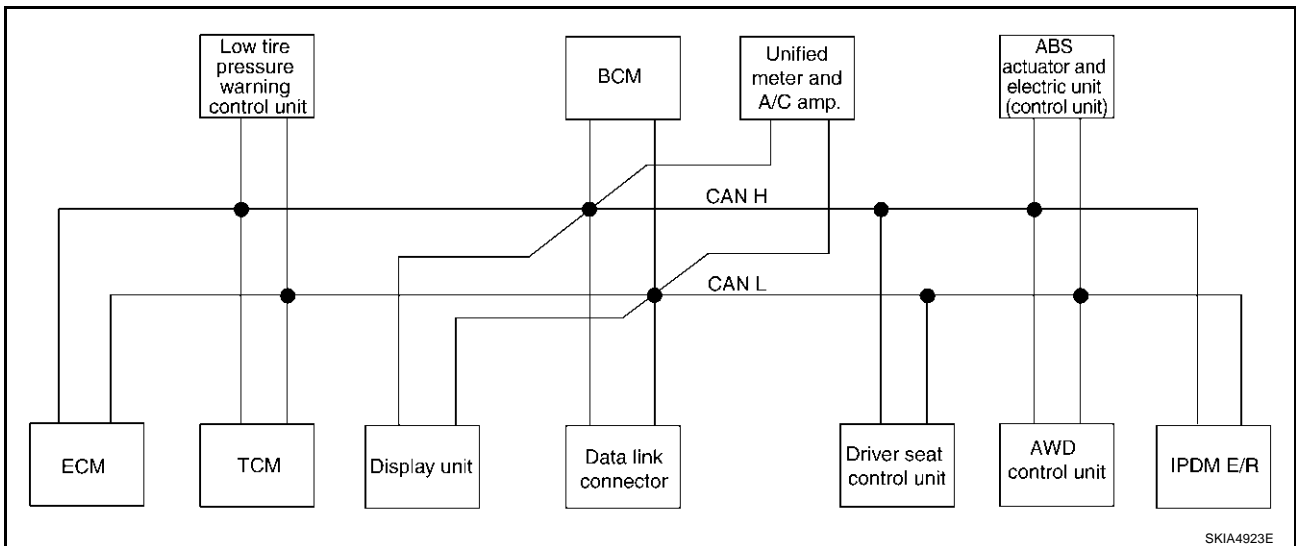 Low tire
pressure
warning
control unit
BCM
Unified
meter and
A/C amp.
ABS
actuator and
electric unit
(control unit)
CAN H
CAN L
ECM
TCM
Display unit
Data link
connector
Driver seat
control unit
AWD
control unit
IPDM E/R
SKIA4923E